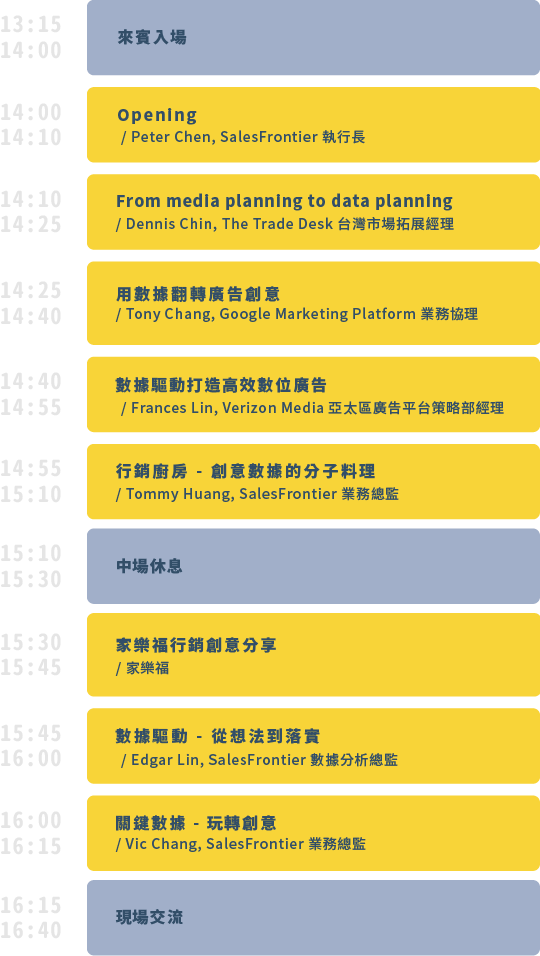 13:15
14:00
來賓入場
14:00
14:10
Opening
/ Peter Chen, SalesFrontier 執行長
14:10
14:25
From media planning to data planning
/ Dennis Chin, The Trade Desk 台灣市場拓展經理
14:25
14:40
用數據翻轉廣告創意
/ Tony Chang, Google Marketing Platform 業務協理
14:40
14:55
數據驅動打造高效數位廣告
/ Frances Lin, Verizon Media 亞太區廣告平台策略部經理
14:55
15:10
行銷廚房 - 創意數據的分子料理
/ Tommy Huang, SalesFrontier 業務總監
15:10
15:30
中場休息
15:30
15:45
家樂福行銷創意分享
/ 家樂福
15:45
16:00
數據驅動 - 從想法到落實
/ Edgar Lin, SalesFrontier 數據分析總監
16:00
16:15
關鍵數據 - 玩轉創意
/ Vic Chang, SalesFrontier 業務總監
16:15
16:40
現場交流